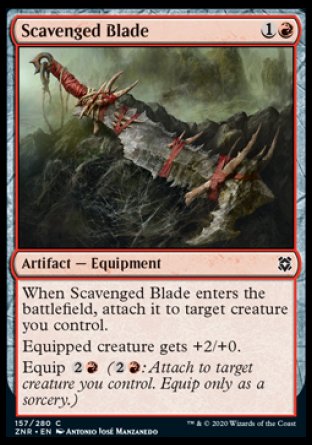 Scavenged Blade 1
Artifact — Equipment
When Scavenged Blade enters the
battlefield, attach it to target creature
you control.
Equipped creature gets +2/+0.
Equip 2 (2 : Attach to target
creature you control. Equip only as a
sorcery.)
157/280 C
ZNR • EN Antonio José Manzanedo
™ & © 2020 Wizards of the Coast